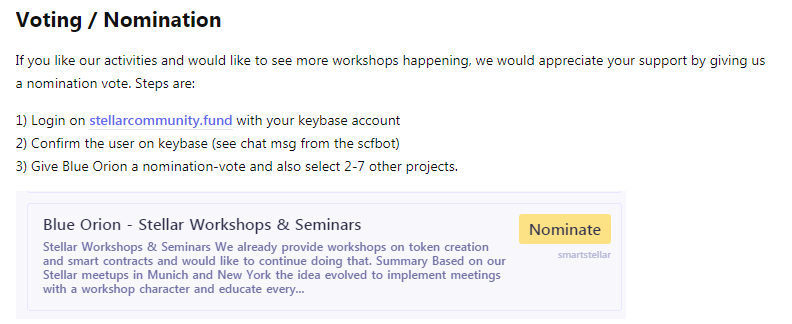 Voting / Nomination
If you like our activities and would like to see more workshops happening, we would appreciate your support by giving us
a nomination vote. Steps are:
1) Login on stellarcommunity.fund with your keybase account
2) Confirm the user on keybase (see chat msg from the scfbot)
3) Give Blue Orion a nomination-vote and also select 2-7 other projects.
Blue Orion - Stellar Workshops & Seminars
Nominate
Stellar Workshops & Seminars We already provide workshops on token creation
and smart contracts and would like to continue doing that. Summary Based on our
Stellar meetups in Munich and New York the idea evolved to implement meetings
with a workshop character and educate every...
smartstellar